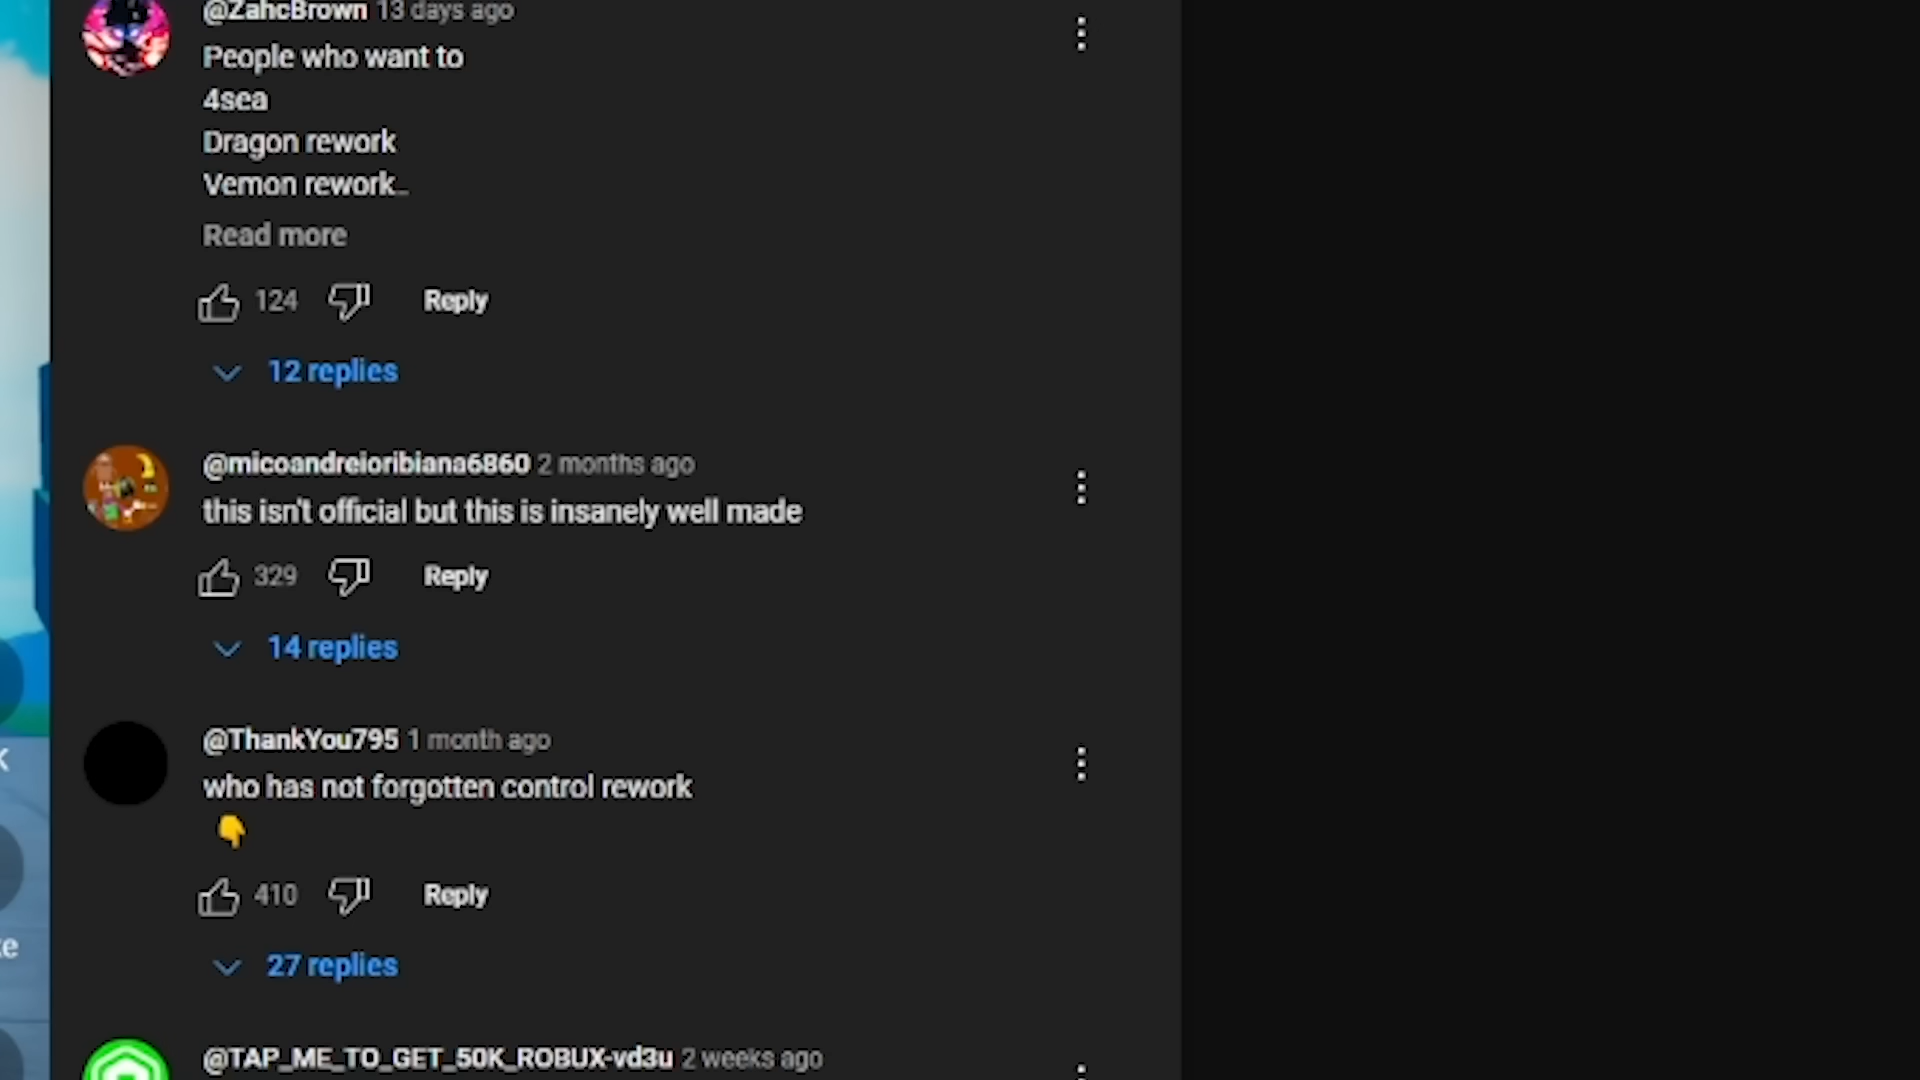 @ZahcBrown 13 days ago
People who want to
4sea
Dragon rework
Vemon rework...
Read more
124 Reply
12 replies
@micoandreioribiana6860 2 months ago
this isn't official but this is insanely well made
329 Reply
14 replies
@ThankYou795 1 month ago
who has not forgotten control rework
👇
410 Reply
27 replies
@TAP_ME_TO_GET_50K_ROBUX-vd3u 2 weeks ago